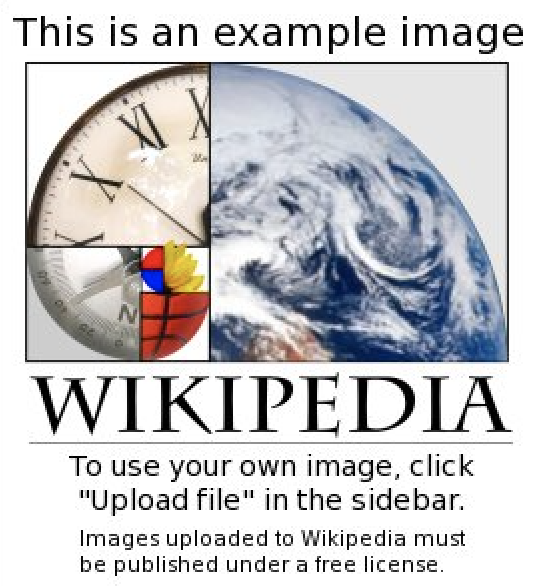 This is an example image
XI
X
N
WIKIPEDIA
To use your own image, click
"Upload file" in the sidebar.
Images uploaded to Wikipedia must
be published under a free license.